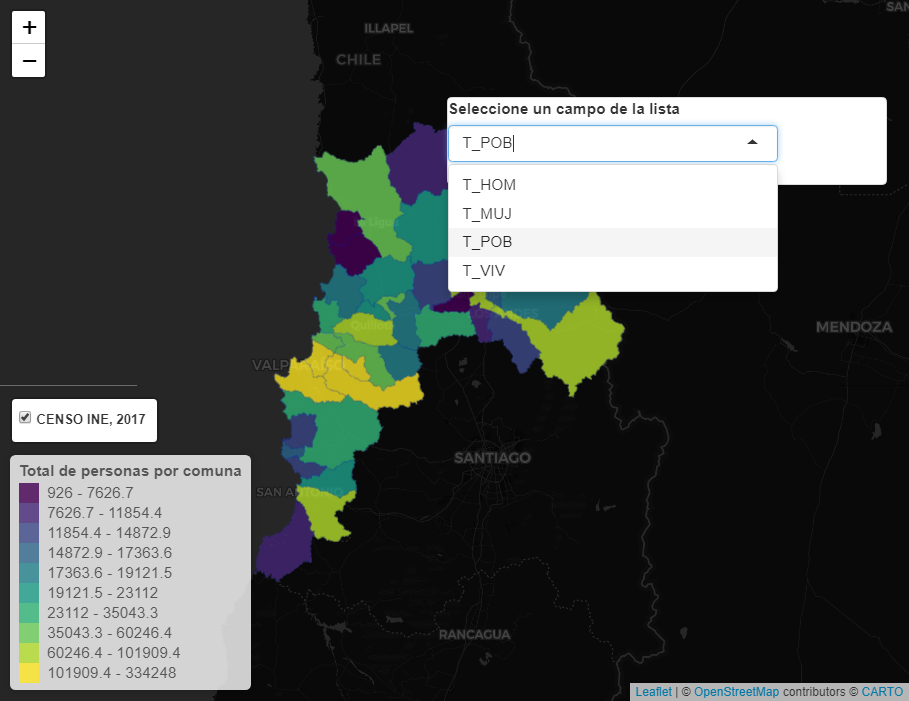 +
−
ILLAPEL
CHILE
SAN
Seleccione un campo de la lista
T_POB
T_HOM
T_MUJ
T_POB
T_VIV
MENDOZA
VALPARAÍSO
Quillota
CENSO INE, 2017
SANTIAGO
SAN ANTONIO
Total de personas por comuna
926 - 7626.7
7626.7 - 11854.4
11854.4 - 14872.9
14872.9 - 17363.6
17363.6 - 19121.5
19121.5 - 23112
23112 - 35043.3
35043.3 - 60246.4
60246.4 - 101909.4
101909.4 - 334248
RANCAGUA
Leaflet | © OpenStreetMap contributors © CARTO